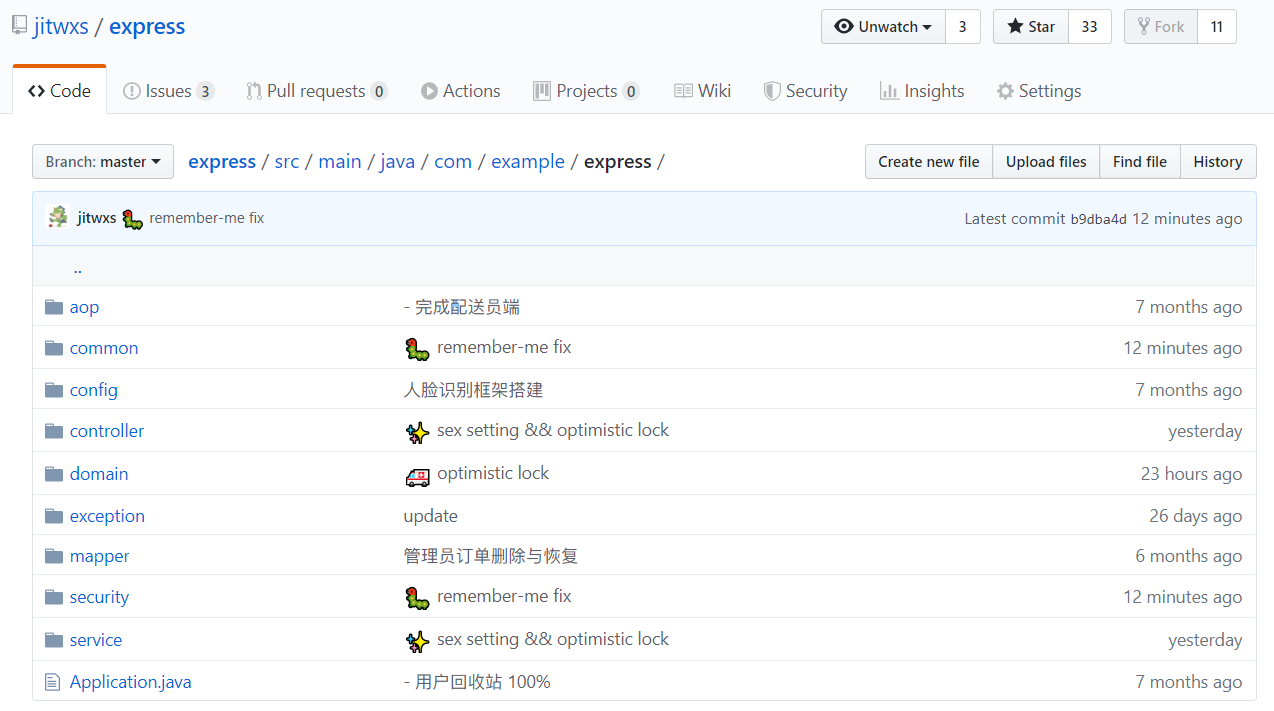 jitwxs / express
Unwatch 3 Star 33 Fork 11
Code Issues 3 Pull requests 0 Actions Projects 0 Wiki Security Insights Settings
Branch: master express / src / main / java / com / example / express / Create new file Upload files Find file History
jitwxs remember-me fix Latest commit b9dba4d 12 minutes ago
..
aop - 完成配送员端 7 months ago
common remember-me fix 12 minutes ago
config 人脸识别框架搭建 7 months ago
controller sex setting && optimistic lock yesterday
domain optimistic lock 23 hours ago
exception update 26 days ago
mapper 管理员订单删除与恢复 6 months ago
security remember-me fix 12 minutes ago
service sex setting && optimistic lock yesterday
Application.java - 用户回收站 100% 7 months ago